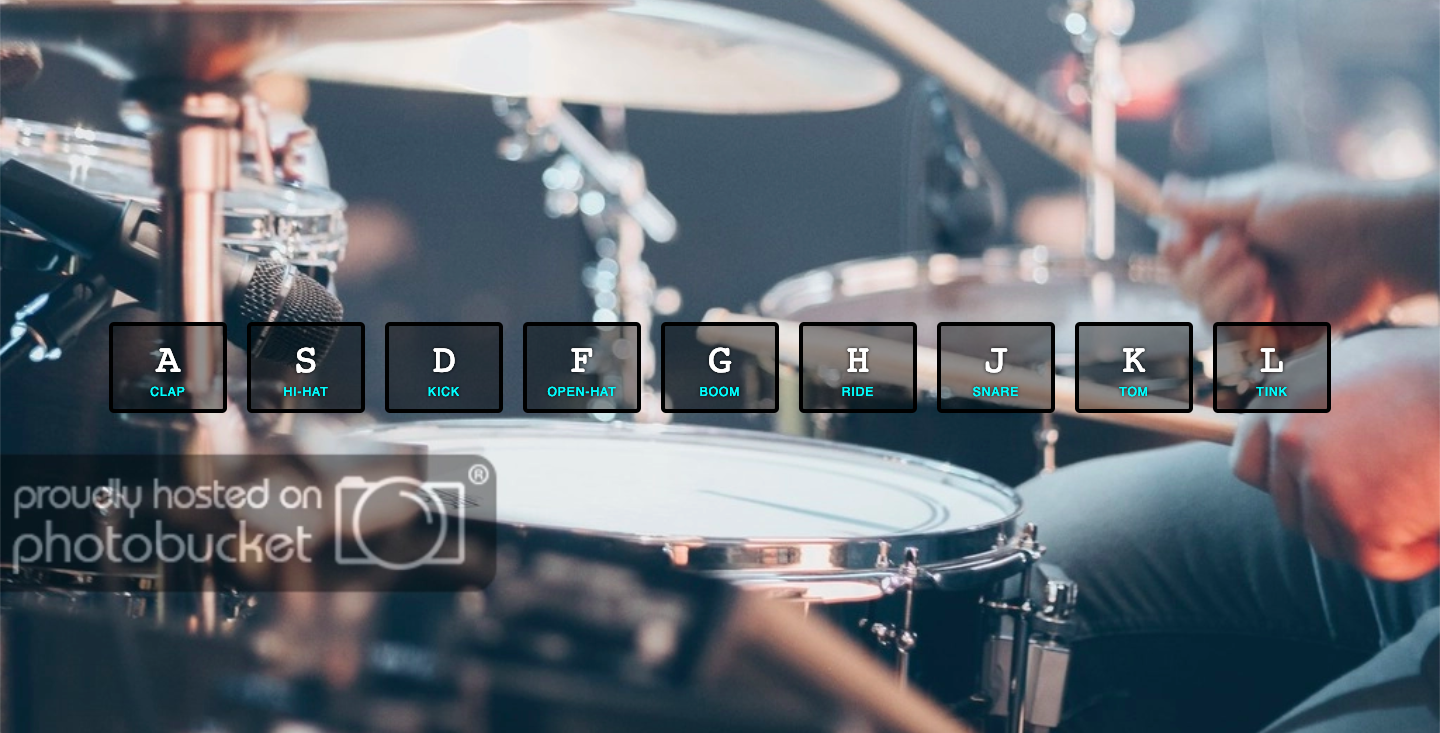 A
CLAP
S
HI-HAT
D
KICK
F
OPEN-HAT
G
BOOM
H
RIDE
J
SNARE
K
TOM
L
TINK
proudly hosted on
photobucket®